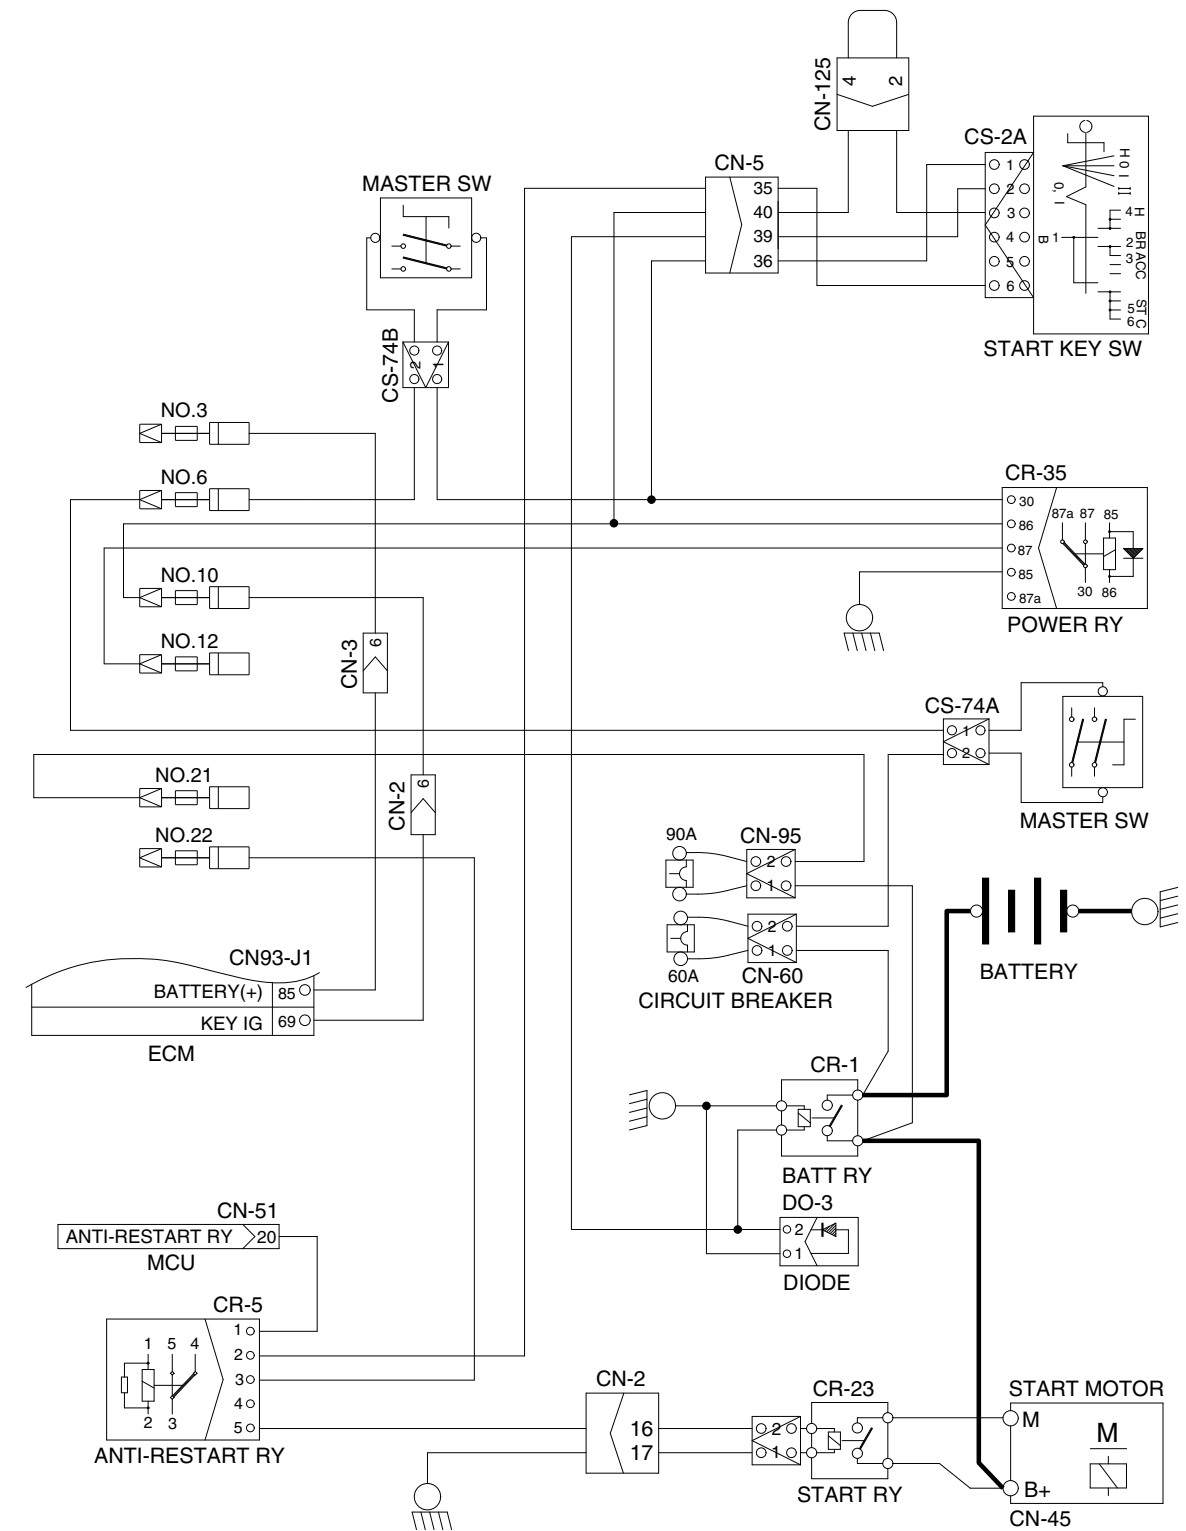 CN-125
4 2
CS-2A
1
2
3
4
5
6
H 0 I II
0, I
B 1
4 H
BR
2
3 ACC
ST
5
6 C
START KEY SW
CN-5
35
40
39
36
MASTER SW
CS-74B
2 1
NO.3
NO.6
NO.10
NO.12
CN-3
6
CR-35
30
86
87
85
87a
87a 87 85
30 86
POWER RY
CS-74A
1
2
MASTER SW
NO.21
NO.22
CN-2
6
90A
CN-95
2
1
2
1
60A
CN-60
CIRCUIT BREAKER
BATTERY
CN93-J1
BATTERY(+) 85
KEY IG 69
ECM
CR-1
BATT RY
DO-3
2
1
DIODE
CN-51
ANTI-RESTART RY 20
MCU
CR-5
1
2
3
4
5
1 5 4
2 3
ANTI-RESTART RY
CN-2
16
17
2
1
CR-23
START RY
START MOTOR
M
M
B+
CN-45